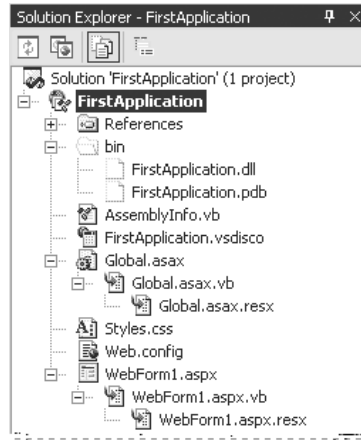 Solution Explorer - FirstApplication
Solution 'FirstApplication' (1 project)
FirstApplication
References
bin
FirstApplication.dll
FirstApplication.pdb
AssemblyInfo.vb
FirstApplication.vsdisco
Global.asax
Global.asax.vb
Global.asax.resx
Styles.css
Web.config
WebForm1.aspx
WebForm1.aspx.vb
WebForm1.aspx.resx